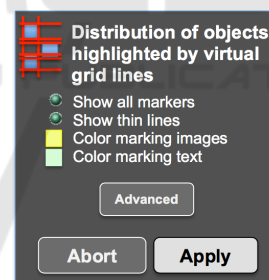 Distribution of objects
highlighted by virtual
grid lines
Show all markers
Show thin lines
Color marking images
Color marking text
Advanced
Abort
Apply